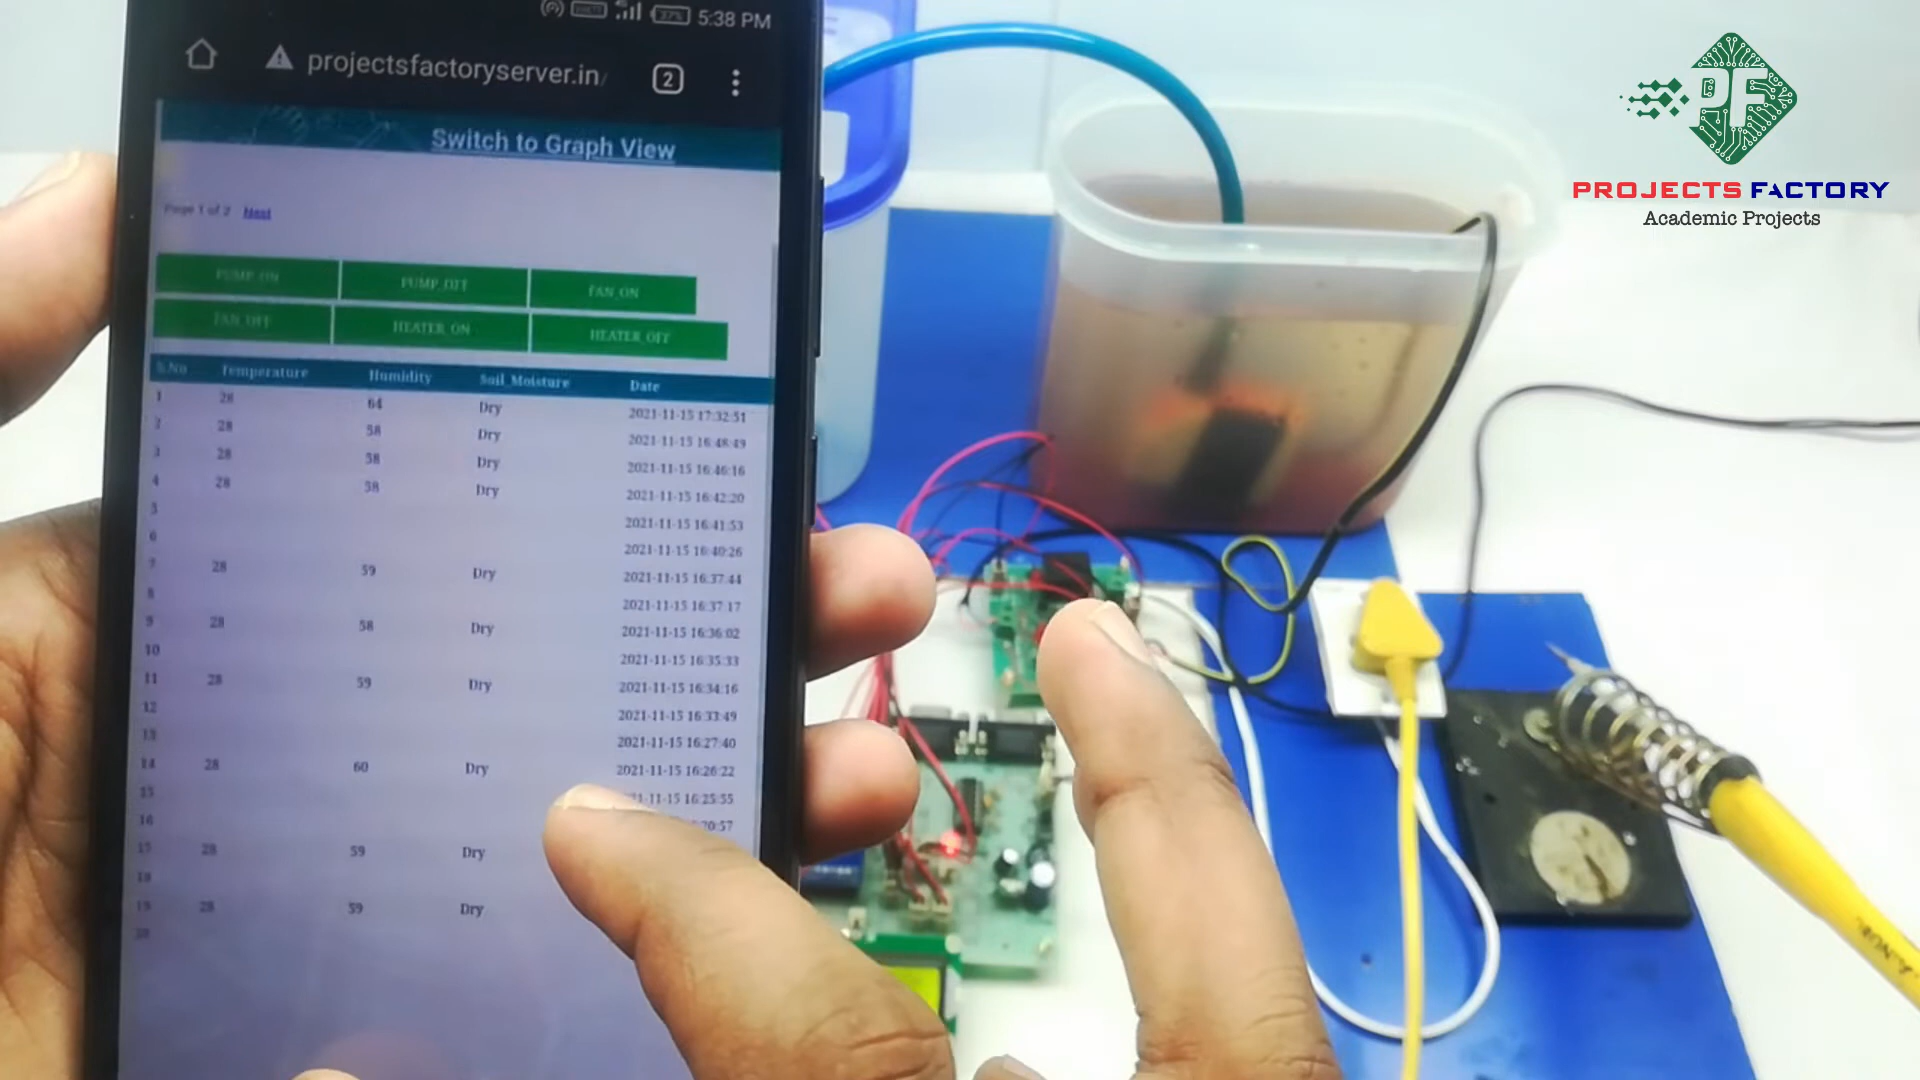 5:38 PM
projectsfactoryserver.in/
2
Switch to Graph View
Page 1 of 2 Next
PUMP_ON PUMP_OFF FAN_ON
FAN_OFF HEATER_ON HEATER_OFF
S.No Temperature Humidity Soil_Moisture Date
1 28 64 Dry 2021-11-15 17:32:51
2 28 58 Dry 2021-11-15 16:48:49
3 28 58 Dry 2021-11-15 16:46:16
4 28 58 Dry 2021-11-15 16:42:20
5 2021-11-15 16:41:53
6 2021-11-15 16:40:26
7 28 59 Dry 2021-11-15 16:37:44
8 2021-11-15 16:37:17
9 28 58 Dry 2021-11-15 16:36:02
10 2021-11-15 16:35:33
11 28 59 Dry 2021-11-15 16:34:16
12 2021-11-15 16:33:49
13 2021-11-15 16:27:40
14 28 60 Dry 2021-11-15 16:26:22
15 11-15 16:25:55
16 20:57
17 28 59 Dry
18
19 28 59 Dry
20
PF
PROJECTS FACTORY
Academic Projects